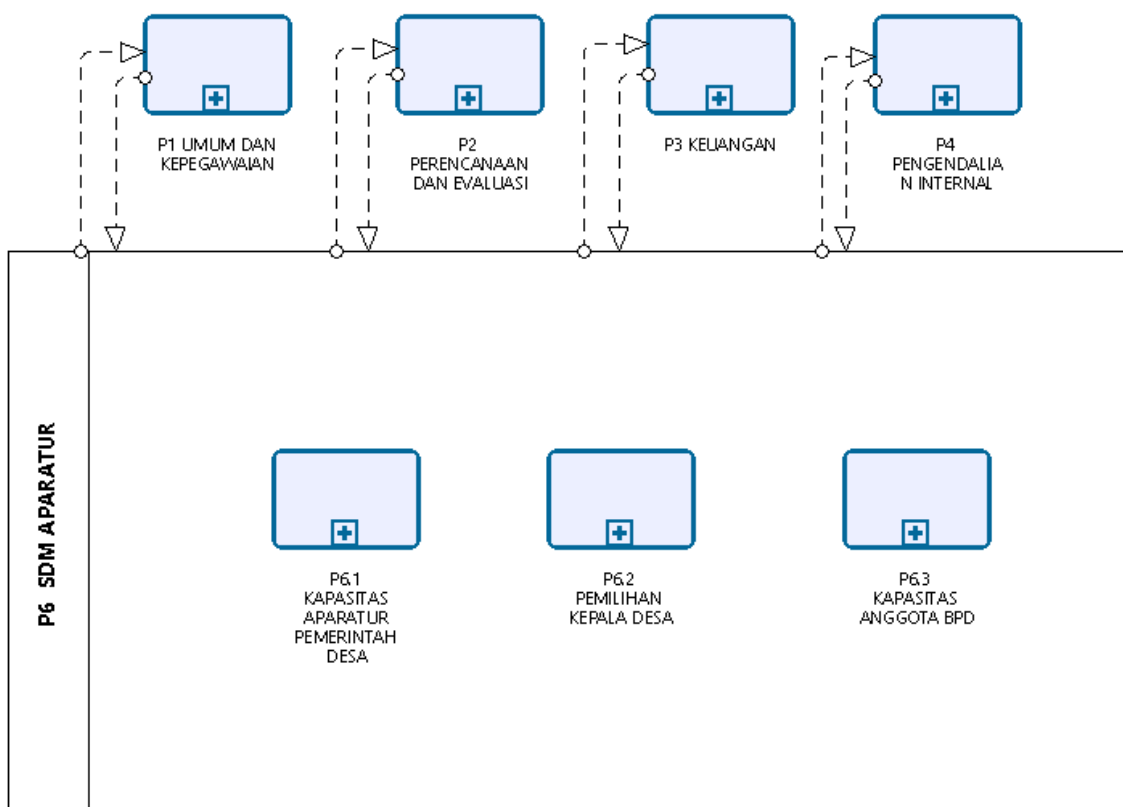 P1 UMUM DAN
KEPEGAWAIAN
P2
PERENCANAAN
DAN EVALUASI
P3 KEUANGAN
P4
PENGENDALIA
N INTERNAL
P6 SDM APARATUR
P6.1
KAPASITAS
APARATUR
PEMERINTAH
DESA
P6.2
PEMILIHAN
KEPALA DESA
P6.3
KAPASITAS
ANGGOTA BPD